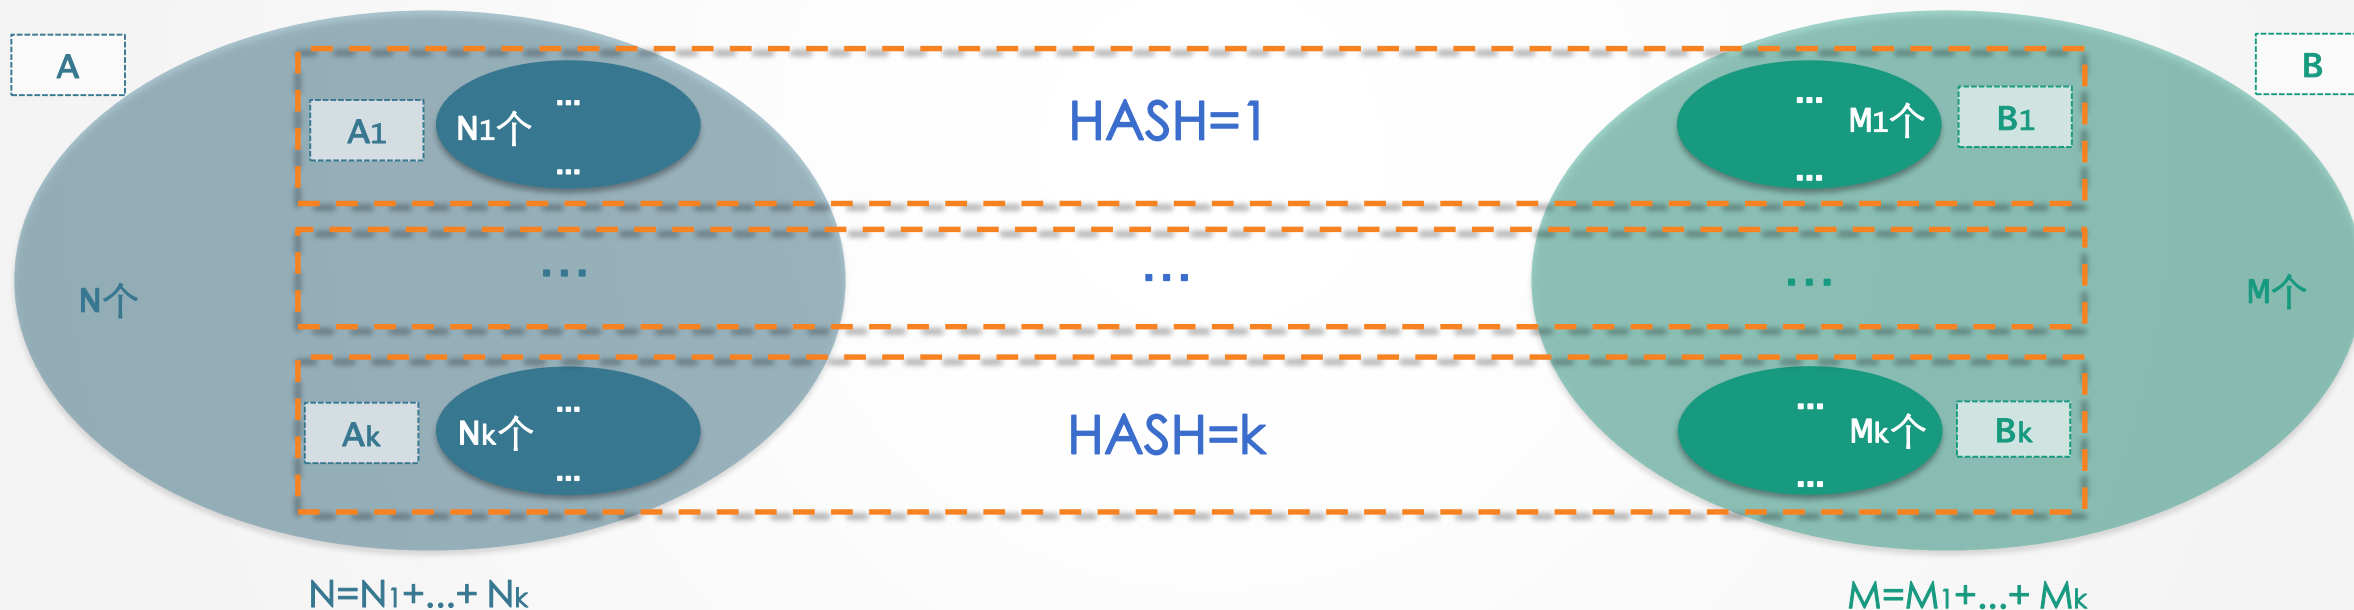 A
B
A1
N1个
...
...
HASH=1
...
...
M1个
B1
N个
...
...
...
M个
Ak
Nk个
...
...
HASH=k
...
...
Mk个
Bk
N=N1+...+ Nk
M=M1+...+ Mk